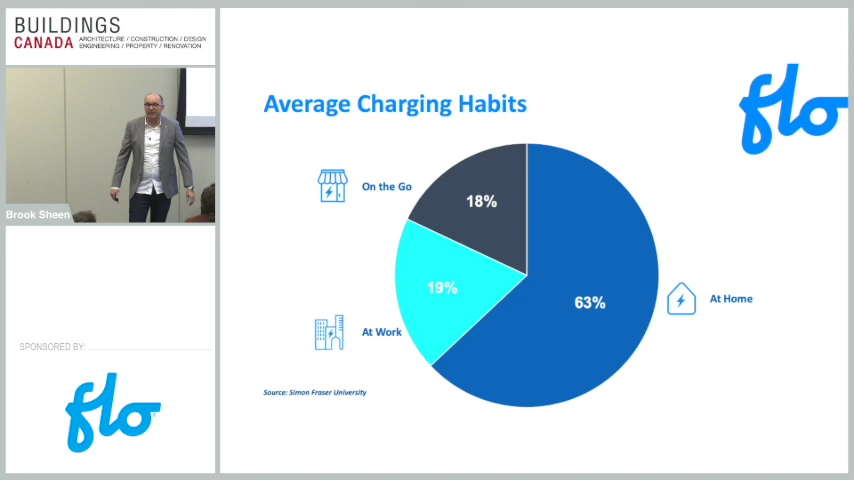 BUILDINGS
CANADA ARCHITECTURE / CONSTRUCTION / DESIGN
ENGINEERING / PROPERTY / RENOVATION
Brook Sheen
SPONSORED BY:
flo
Average Charging Habits
flo
On the Go
18%
19%
63%
At Home
At Work
Source: Simon Fraser University